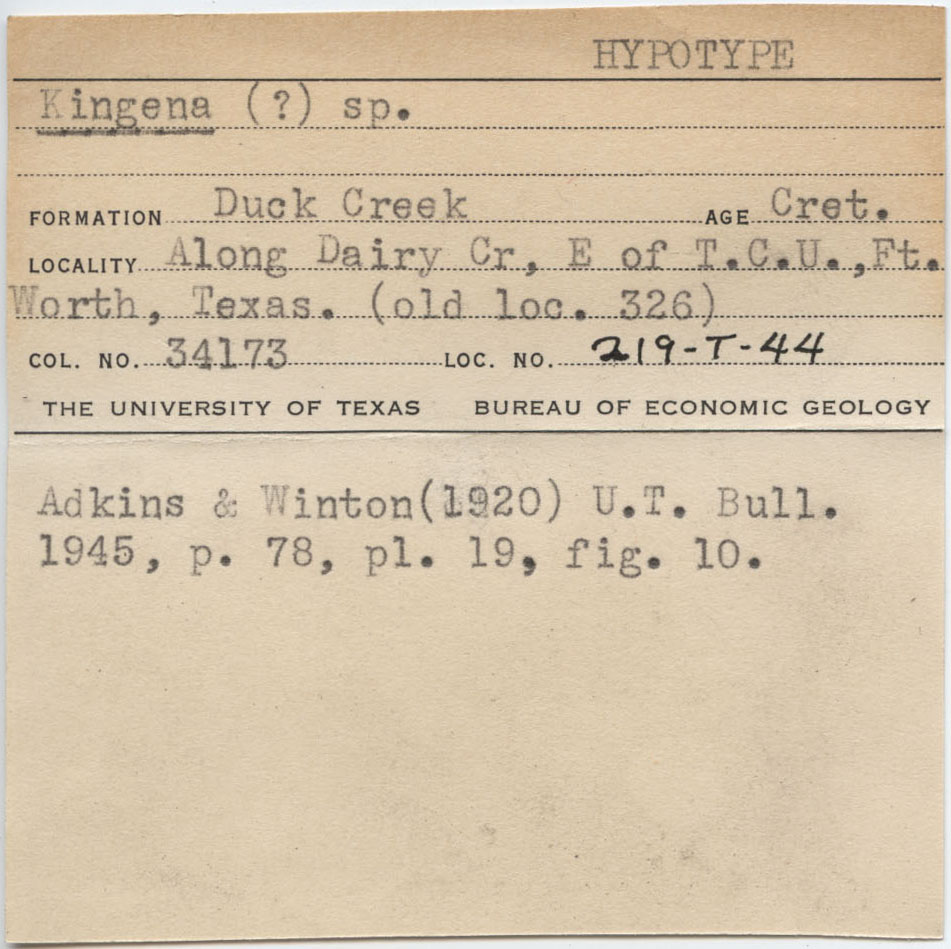 HYPOTYPE
Kingena (?) sp.
FORMATION Duck Creek AGE Cret.
LOCALITY Along Dairy Cr, E of T.C.U.,Ft.
Worth, Texas. (old loc. 326)
COL. NO. 34173 LOC. NO. 219-T-44
THE UNIVERSITY OF TEXAS BUREAU OF ECONOMIC GEOLOGY
Adkins & Winton(1920) U.T. Bull.
1945, p. 78, pl. 19, fig. 10.